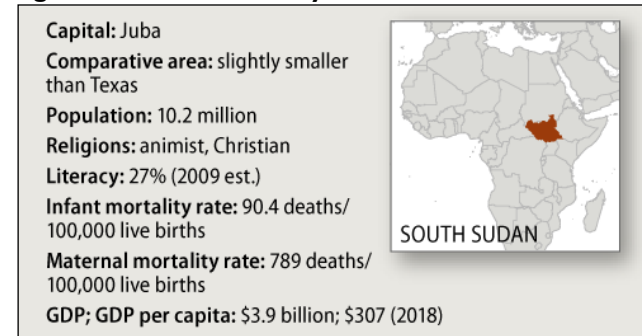 Capital: Juba
Comparative area: slightly smaller
than Texas
Population: 10.2 million
Religions: animist, Christian
Literacy: 27% (2009 est.)
Infant mortality rate: 90.4 deaths/
100,000 live births
Maternal mortality rate: 789 deaths/
100,000 live births
GDP; GDP per capita: $3.9 billion; $307 (2018)
SOUTH SUDAN